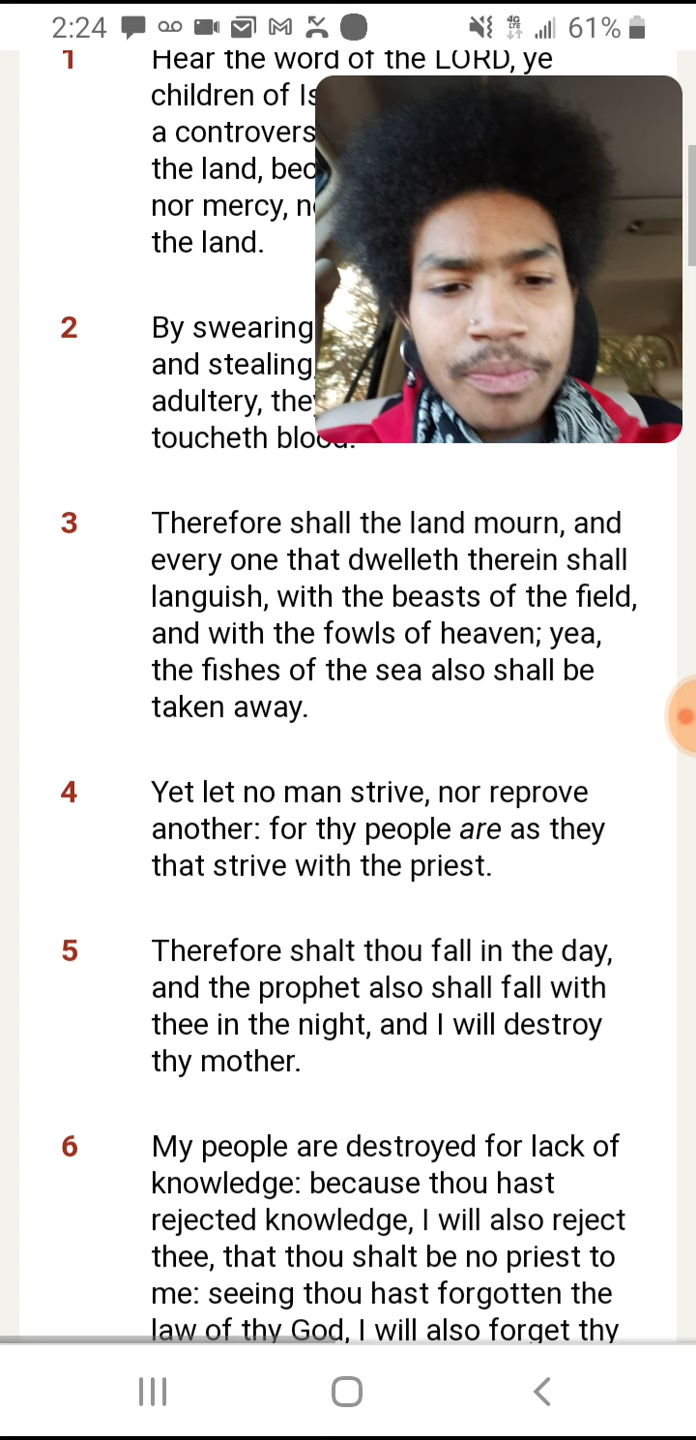 2:24 4G LTE 61%
1 Hear the word of the LORD, ye
children of
a
the land,
nor mercy,
the land.
2 By swearing
and stealing,
adultery,
toucheth
3 Therefore shall the land mourn, and
every one that dwelleth therein shall
languish, with the beasts of the field,
and with the fowls of heaven; yea,
the fishes of the sea also shall be
taken away.
4 Yet let no man strive, nor reprove
another: for thy people are as they
that strive with the priest.
5 Therefore shalt thou fall in the day,
and the prophet also shall fall with
thee in the night, and I will destroy
thy mother.
6 My people are destroyed for lack of
knowledge: because thou hast
rejected knowledge, I will also reject
thee, that thou shalt be no priest to
me: seeing thou hast forgotten the
law of thy God, I will also forget thy